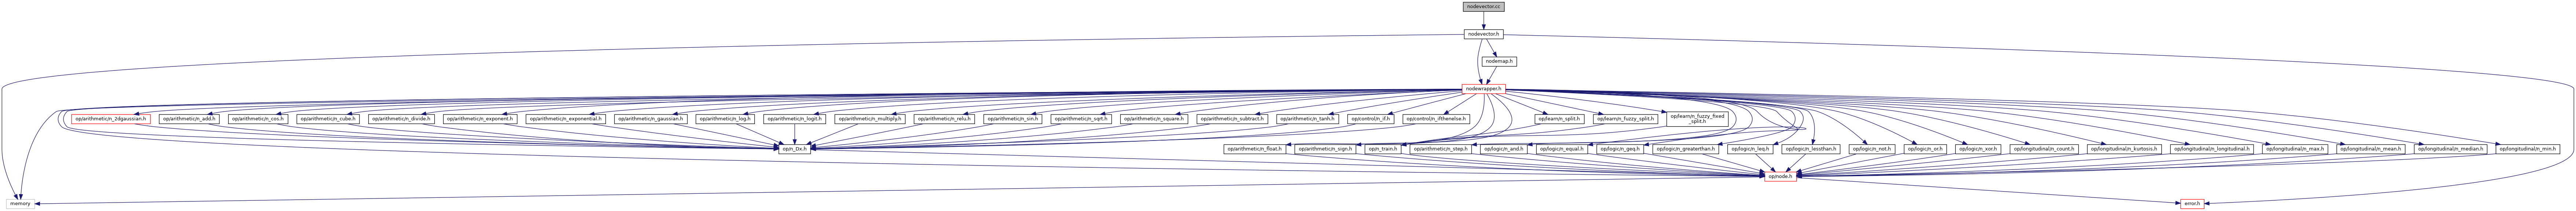 nodevector.cc
nodevector.h
nodemap.h
nodewrapper.h
op/arithmetic/n_2dgaussian.h
op/arithmetic/n_add.h
op/arithmetic/n_cos.h
op/arithmetic/n_cube.h
op/arithmetic/n_divide.h
op/arithmetic/n_exponent.h
op/arithmetic/n_exponential.h
op/arithmetic/n_gaussian.h
op/arithmetic/n_log.h
op/arithmetic/n_logit.h
op/arithmetic/n_multiply.h
op/arithmetic/n_relu.h
op/arithmetic/n_sin.h
op/arithmetic/n_sqrt.h
op/arithmetic/n_square.h
op/arithmetic/n_subtract.h
op/arithmetic/n_tanh.h
op/control/n_if.h
op/control/n_ifthenelse.h
op/learn/n_split.h
op/learn/n_fuzzy_split.h
op/learn/n_fuzzy_fixed
_split.h
op/n_Dx.h
op/arithmetic/n_float.h
op/arithmetic/n_sign.h
op/n_train.h
op/arithmetic/n_step.h
op/logic/n_and.h
op/logic/n_equal.h
op/logic/n_geq.h
op/logic/n_greaterthan.h
op/logic/n_leq.h
op/logic/n_lessthan.h
op/logic/n_not.h
op/logic/n_or.h
op/logic/n_xor.h
op/longitudinal/n_count.h
op/longitudinal/n_kurtosis.h
op/longitudinal/n_longitudinal.h
op/longitudinal/n_max.h
op/longitudinal/n_mean.h
op/longitudinal/n_median.h
op/longitudinal/n_min.h
op/node.h
memory
error.h